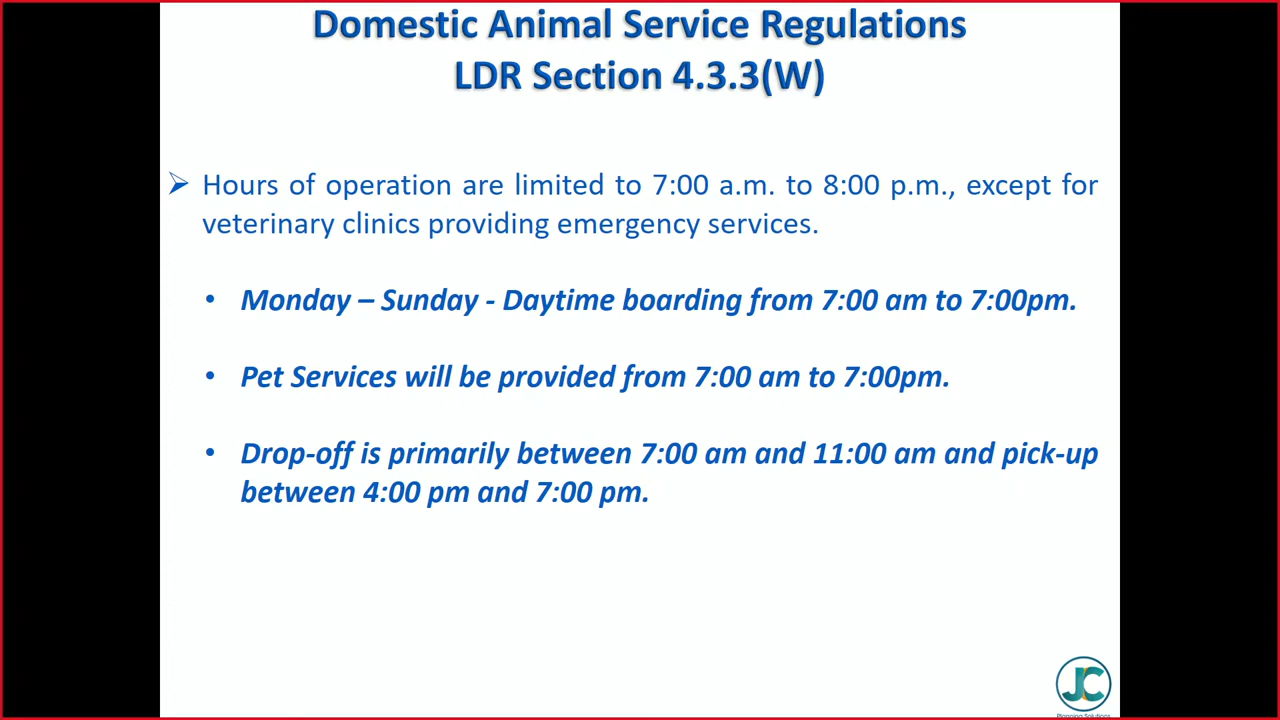 Domestic Animal Service Regulations
LDR Section 4.3.3(W)
Hours of operation are limited to 7:00 a.m. to 8:00 p.m., except for
veterinary clinics providing emergency services.
• Monday – Sunday - Daytime boarding from 7:00 am to 7:00pm.
• Pet Services will be provided from 7:00 am to 7:00pm.
• Drop-off is primarily between 7:00 am and 11:00 am and pick-up
between 4:00 pm and 7:00 pm.
JC
Planning Solutions